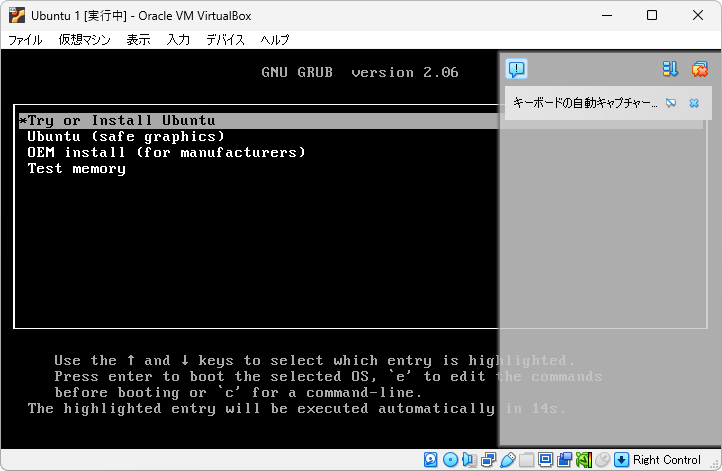 Ubuntu 1 [実行中] - Oracle VM VirtualBox
ファイル 仮想マシン 表示 入力 デバイス ヘルプ
GNU GRUB version 2.06
キーボードの自動キャプチャー...
*Try or Install Ubuntu
Ubuntu (safe graphics)
OEM install (for manufacturers)
Test memory
Use the ↑ and ↓ keys to select which entry is highlighted.
Press enter to boot the selected OS, `e' to edit the commands
before booting or `c' for a command-line.
The highlighted entry will be executed automatically in 14s.
Right Control